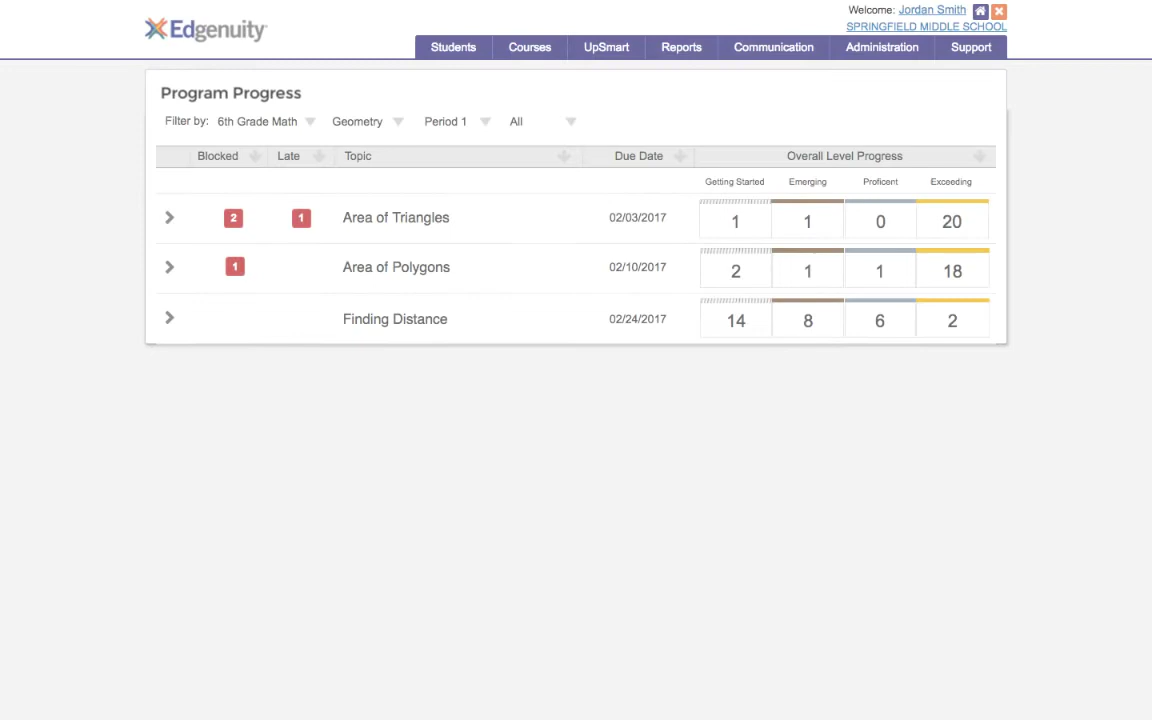 Welcome: Jordan Smith
Edgenuity
SPRINGFIELD MIDDLE SCHOOL
Students Courses UpSmart Reports Communication Administration Support
Program Progress
Filter by: 6th Grade Math Geometry Period 1 All
Blocked Late Topic Due Date Overall Level Progress
Getting Started Emerging Proficent Exceeding
2 1 Area of Triangles 02/03/2017 1 1 0 20
1 Area of Polygons 02/10/2017 2 1 1 18
Finding Distance 02/24/2017 14 8 6 2